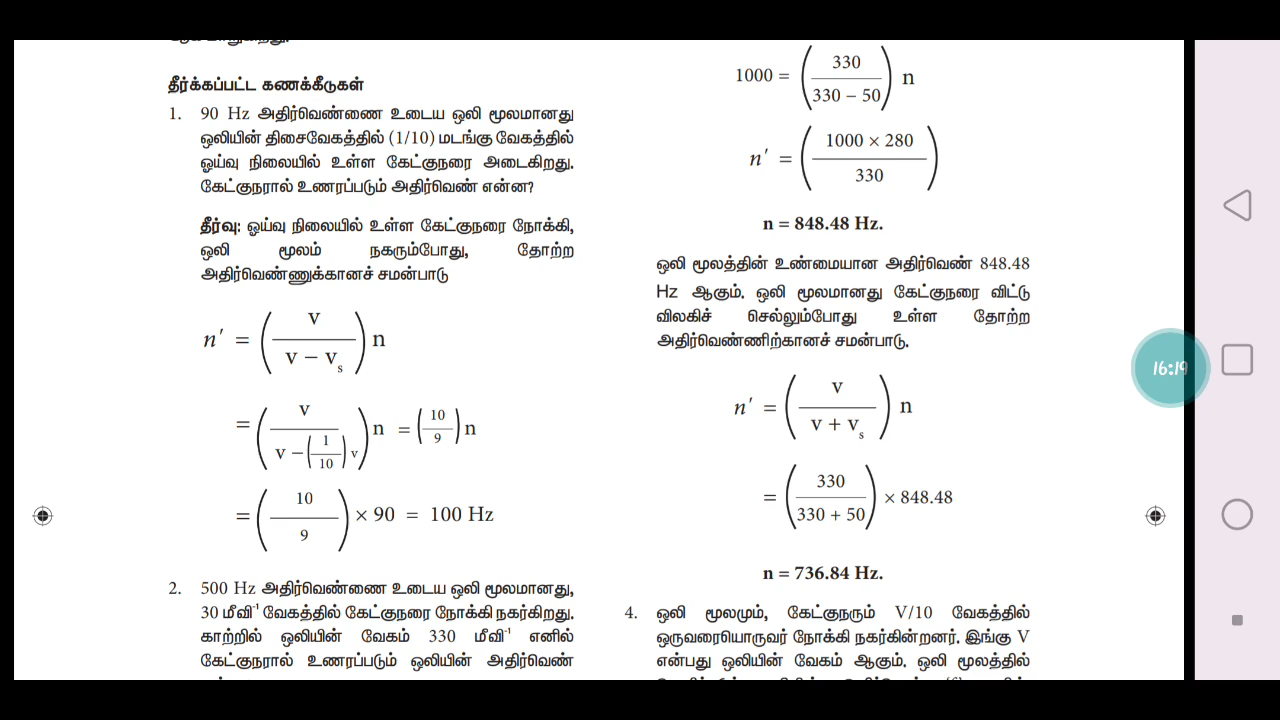 தீர்க்கப்பட்ட கணக்கீடுகள்
1. 90 Hz அதிர்வெண்ணை உடைய ஒலி மூலமானது
ஒலியின் திசைவேகத்தில் (1/10) மடங்கு வேகத்தில்
ஓய்வு நிலையில் உள்ள கேட்குநரை அடைகிறது.
கேட்குநரால் உணரப்படும் அதிர்வெண் என்ன?
தீர்வு: ஓய்வு நிலையில் உள்ள கேட்குநரை நோக்கி,
ஒலி மூலம் நகரும்போது, தோற்ற
அதிர்வெண்ணுக்கானச் சமன்பாடு
n′ = (v / (v − vₛ)) n
= (v / (v − (1/10) v)) n = (10/9) n
= (10/9) × 90 = 100 Hz
2. 500 Hz அதிர்வெண்ணை உடைய ஒலி மூலமானது,
30 மீவி⁻¹ வேகத்தில் கேட்குநரை நோக்கி நகர்கிறது.
காற்றில் ஒலியின் வேகம் 330 மீவி⁻¹ எனில்
கேட்குநரால் உணரப்படும் ஒலியின் அதிர்வெண்
1000 = (330 / (330 − 50)) n
n′ = (1000 × 280 / 330)
n = 848.48 Hz.
ஒலி மூலத்தின் உண்மையான அதிர்வெண் 848.48
Hz ஆகும். ஒலி மூலமானது கேட்குநரை விட்டு
விலகிச் செல்லும்போது உள்ள தோற்ற
அதிர்வெண்ணிற்கானச் சமன்பாடு.
n′ = (v / (v + vₛ)) n
= (330 / (330 + 50)) × 848.48
n = 736.84 Hz.
4. ஒலி மூலமும், கேட்குநரும் V/10 வேகத்தில்
ஒருவரையொருவர் நோக்கி நகர்கின்றனர். இங்கு V
என்பது ஒலியின் வேகம் ஆகும். ஒலி மூலத்தில்
16:19